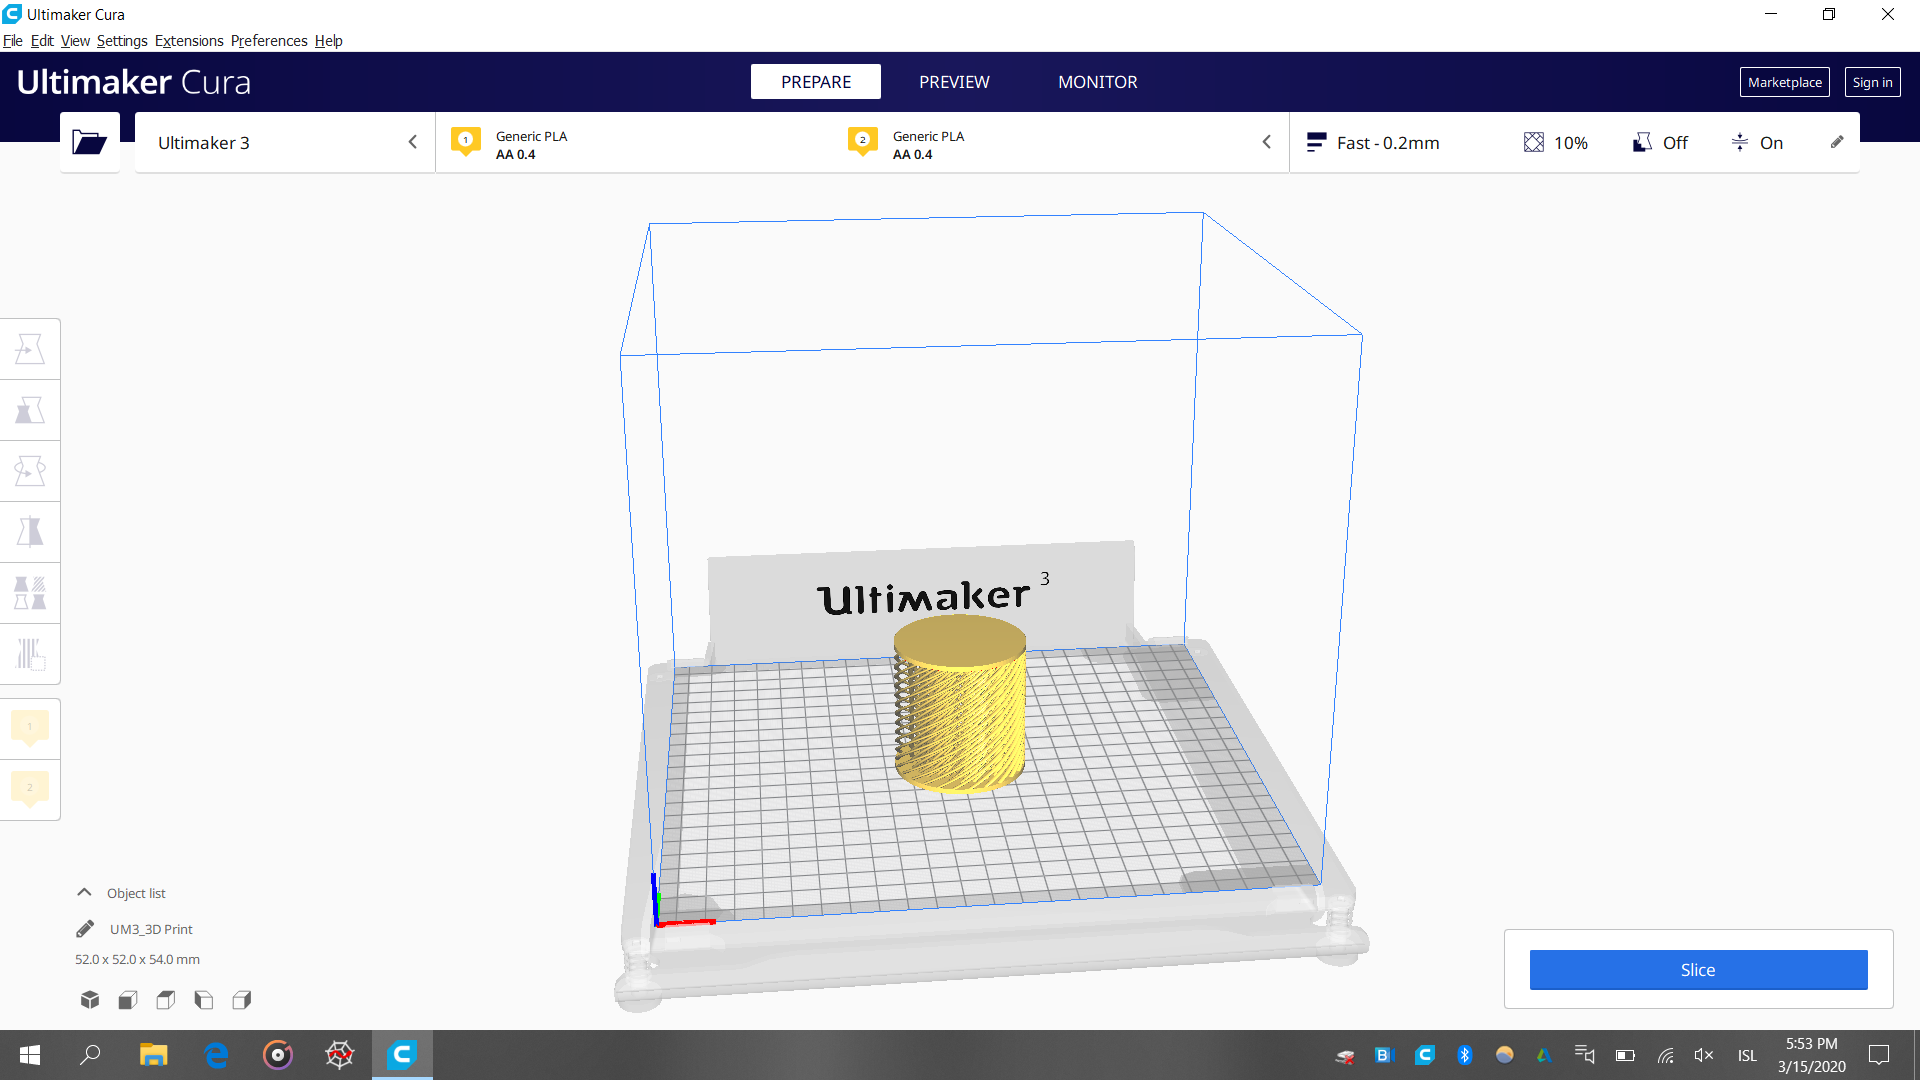 Ultimaker Cura
File Edit View Settings Extensions Preferences Help
Ultimaker Cura
PREPARE
PREVIEW
MONITOR
Marketplace
Sign in
Ultimaker 3
1
Generic PLA
AA 0.4
2
Generic PLA
AA 0.4
Fast - 0.2mm
10%
Off
On
Ultimaker 3
1
2
Object list
UM3_3D Print
52.0 x 52.0 x 54.0 mm
Slice
ISL
5:53 PM
3/15/2020